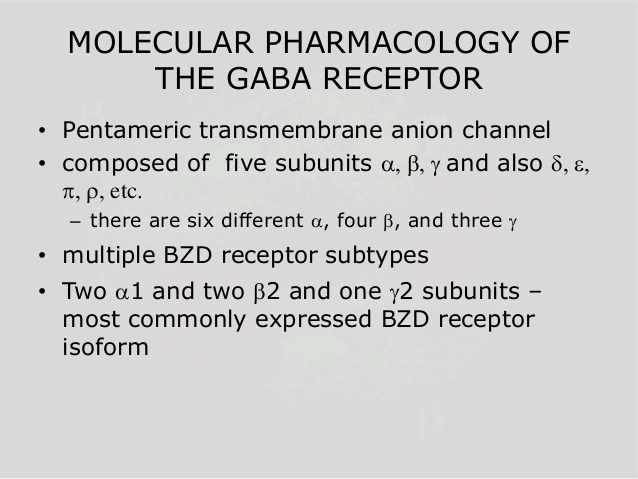 MOLECULAR PHARMACOLOGY OF
THE GABA RECEPTOR
• Pentameric transmembrane anion channel
• composed of five subunits α, β, γ and also δ, ε,
π, ρ, etc.
– there are six different α, four β, and three γ
• multiple BZD receptor subtypes
• Two α1 and two β2 and one γ2 subunits –
most commonly expressed BZD receptor
isoform
β
β